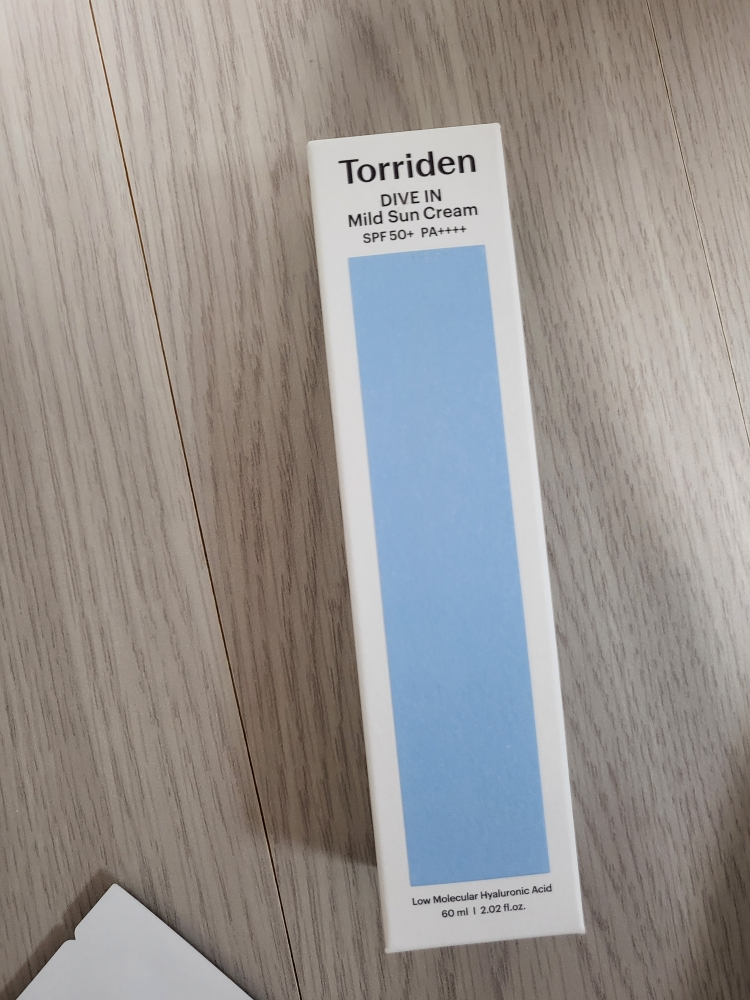 Torriden
DIVE IN
Mild Sun Cream
SPF 50+ PA++++
Low Molecular Hyaluronic Acid
60 ml | 2.02 fl.oz.